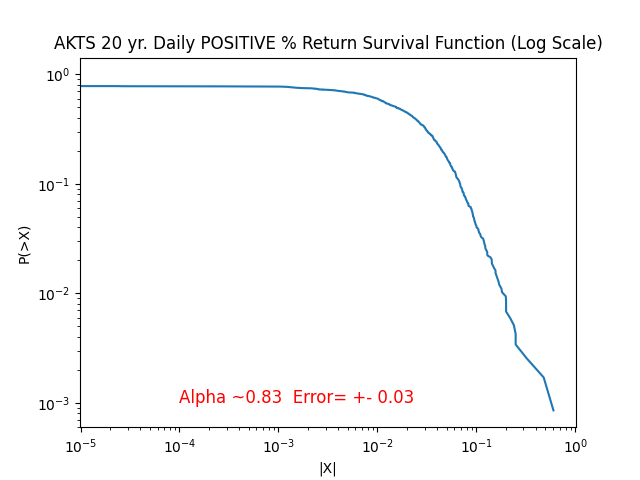 AKTS 20 yr. Daily POSITIVE % Return Survival Function (Log Scale)
10⁰
10⁻¹
10⁻²
10⁻³
P(>X)
Alpha ~0.83  Error= +- 0.03
10⁻⁵ 10⁻⁴ 10⁻³ 10⁻² 10⁻¹ 10⁰
|X|